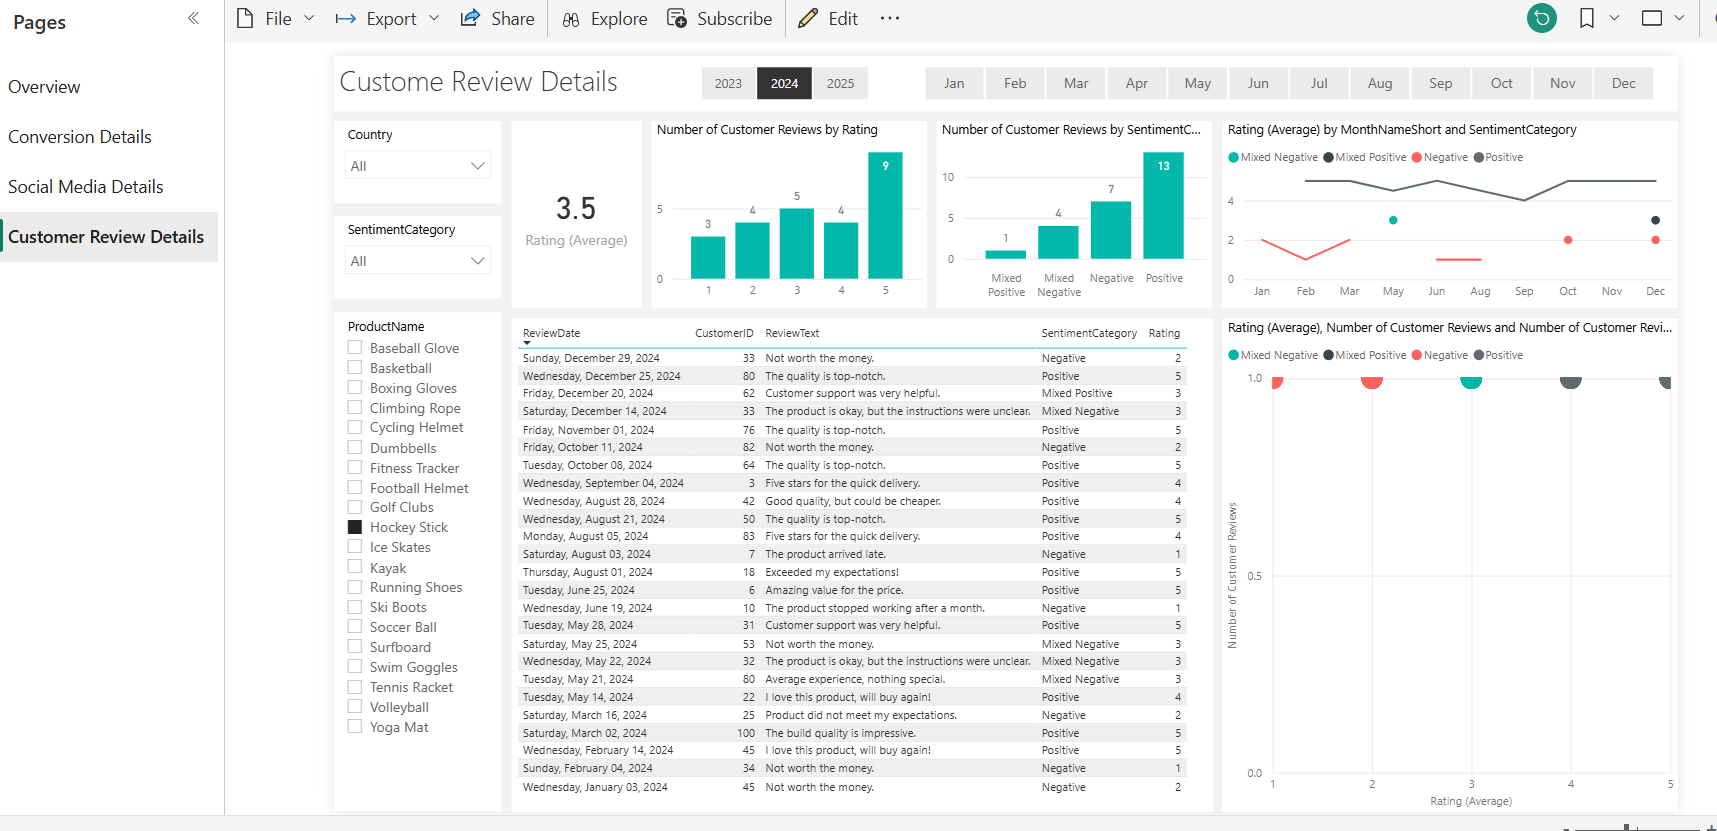 Pages
Overview
Conversion Details
Social Media Details
Customer Review Details
File Export Share Explore Subscribe Edit
Custome Review Details
2023 2024 2025
Jan Feb Mar Apr May Jun Jul Aug Sep Oct Nov Dec
Country
All
SentimentCategory
All
ProductName
Baseball Glove
Basketball
Boxing Gloves
Climbing Rope
Cycling Helmet
Dumbbells
Fitness Tracker
Football Helmet
Golf Clubs
Hockey Stick
Ice Skates
Kayak
Running Shoes
Ski Boots
Soccer Ball
Surfboard
Swim Goggles
Tennis Racket
Volleyball
Yoga Mat
3.5
Rating (Average)
Number of Customer Reviews by Rating
5
0
3
4
5
4
9
1 2 3 4 5
Number of Customer Reviews by SentimentC...
10
5
0
1
4
7
13
Mixed Positive
Mixed Negative
Negative
Positive
Rating (Average) by MonthNameShort and SentimentCategory
Mixed Negative Mixed Positive Negative Positive
4
2
0
Jan Feb Mar May Jun Aug Sep Oct Nov Dec
ReviewDate CustomerID ReviewText SentimentCategory Rating
Sunday, December 29, 2024 33 Not worth the money. Negative 2
Wednesday, December 25, 2024 80 The quality is top-notch. Positive 5
Friday, December 20, 2024 62 Customer support was very helpful. Mixed Positive 3
Saturday, December 14, 2024 33 The product is okay, but the instructions were unclear. Mixed Negative 3
Friday, November 01, 2024 76 The quality is top-notch. Positive 5
Friday, October 11, 2024 82 Not worth the money. Negative 2
Tuesday, October 08, 2024 64 The quality is top-notch. Positive 5
Wednesday, September 04, 2024 3 Five stars for the quick delivery. Positive 4
Wednesday, August 28, 2024 42 Good quality, but could be cheaper. Positive 4
Wednesday, August 21, 2024 50 The quality is top-notch. Positive 5
Monday, August 05, 2024 83 Five stars for the quick delivery. Positive 4
Saturday, August 03, 2024 7 The product arrived late. Negative 1
Thursday, August 01, 2024 18 Exceeded my expectations! Positive 5
Tuesday, June 25, 2024 6 Amazing value for the price. Positive 5
Wednesday, June 19, 2024 10 The product stopped working after a month. Negative 1
Tuesday, May 28, 2024 31 Customer support was very helpful. Positive 5
Saturday, May 25, 2024 53 Not worth the money. Mixed Negative 3
Wednesday, May 22, 2024 32 The product is okay, but the instructions were unclear. Mixed Negative 3
Tuesday, May 21, 2024 80 Average experience, nothing special. Mixed Negative 3
Tuesday, May 14, 2024 22 I love this product, will buy again! Positive 4
Saturday, March 16, 2024 25 Product did not meet my expectations. Negative 2
Saturday, March 02, 2024 100 The build quality is impressive. Positive 5
Wednesday, February 14, 2024 45 I love this product, will buy again! Positive 5
Sunday, February 04, 2024 34 Not worth the money. Negative 1
Wednesday, January 03, 2024 45 Not worth the money. Negative 2
Rating (Average), Number of Customer Reviews and Number of Customer Revi...
Mixed Negative Mixed Positive Negative Positive
1.0
0.5
0.0
Number of Customer Reviews
1 2 3 4 5
Rating (Average)